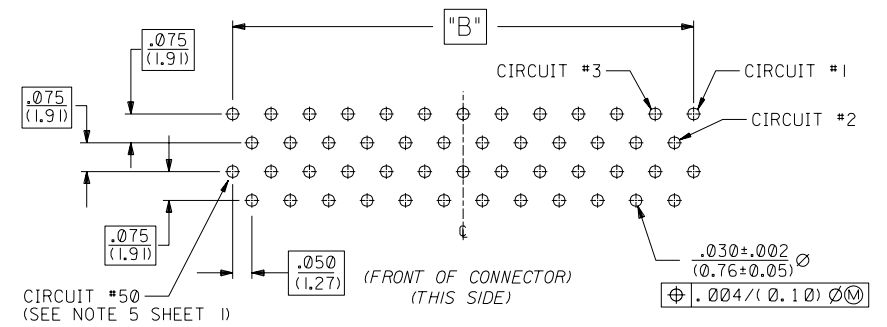 "B"
.075
(1.91)
CIRCUIT #3
CIRCUIT #1
.075
(1.91)
CIRCUIT #2
.075
(1.91)
.050
(1.27)
(FRONT OF CONNECTOR)
(THIS SIDE)
.030±.002
(0.76±0.05) Ø
⌖ .004/(0.10) Ø Ⓜ
CIRCUIT #50
(SEE NOTE 5 SHEET 1)